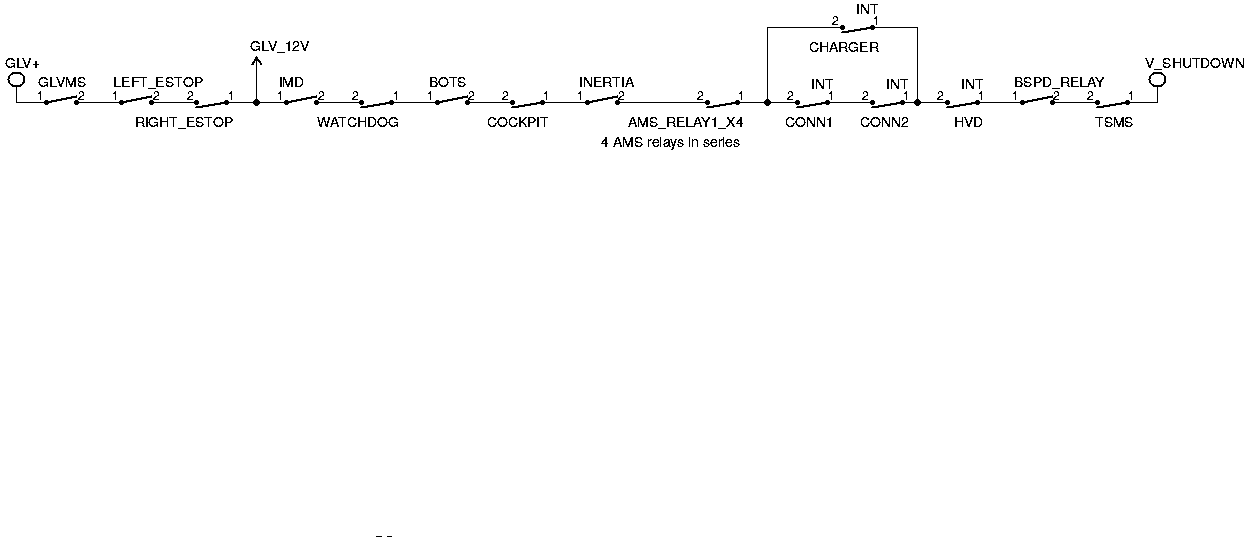 INT
2 1
CHARGER
GLV_12V
GLV+
V_SHUTDOWN
GLVMS LEFT_ESTOP IMD BOTS INERTIA INT INT INT BSPD_RELAY
1 2 1 2 2 1 1 2 2 1 1 2 2 1 1 2 2 1 2 1 2 1 2 1 1 2 2 1
RIGHT_ESTOP WATCHDOG COCKPIT AMS_RELAY1_X4 CONN1 CONN2 HVD TSMS
4 AMS relays in series